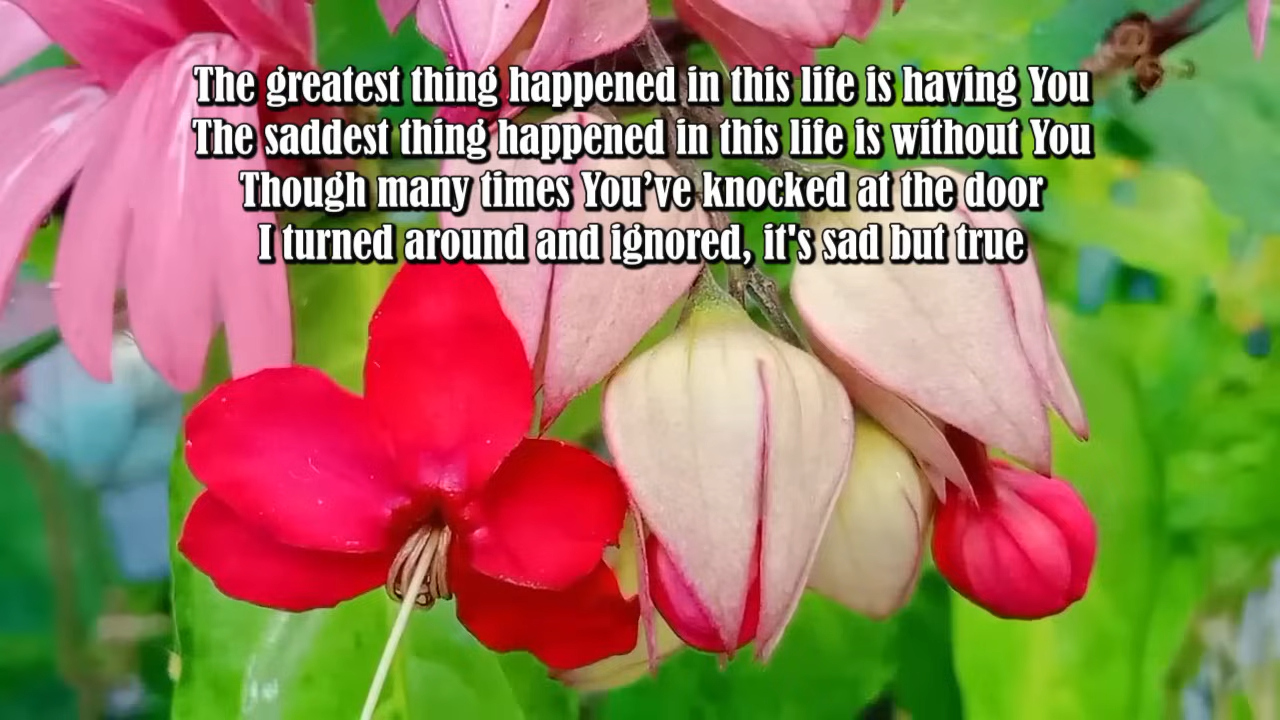 The greatest thing happened in this life is having You
The saddest thing happened in this life is without You
Though many times You’ve knocked at the door
I turned around and ignored, it's sad but true